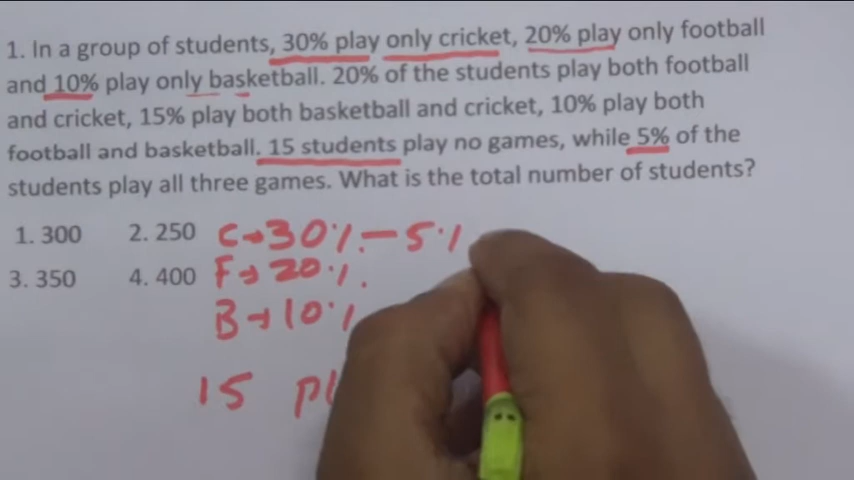 1. In a group of students, 30% play only cricket, 20% play only football
and 10% play only basketball. 20% of the students play both football
and cricket, 15% play both basketball and cricket, 10% play both
football and basketball. 15 students play no games, while 5% of the
students play all three games. What is the total number of students?
1. 300 2. 250
3. 350 4. 400
C→30%-5%
F→20%.
B→10%
15 pl